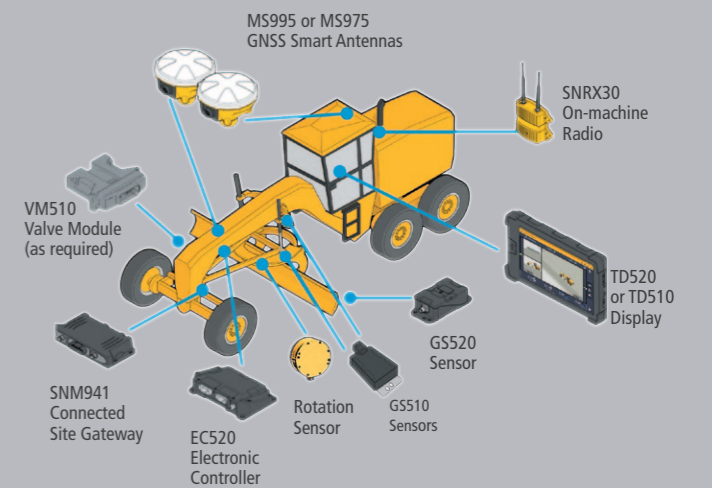 MS995 or MS975
GNSS Smart Antennas
SNRX30
On-machine
Radio
VM510
Valve Module
(as required)
TD520
or TD510
Display
GS520
Sensor
SNM941
Connected
Site Gateway
EC520
Electronic
Controller
Rotation
Sensor
GS510
Sensors